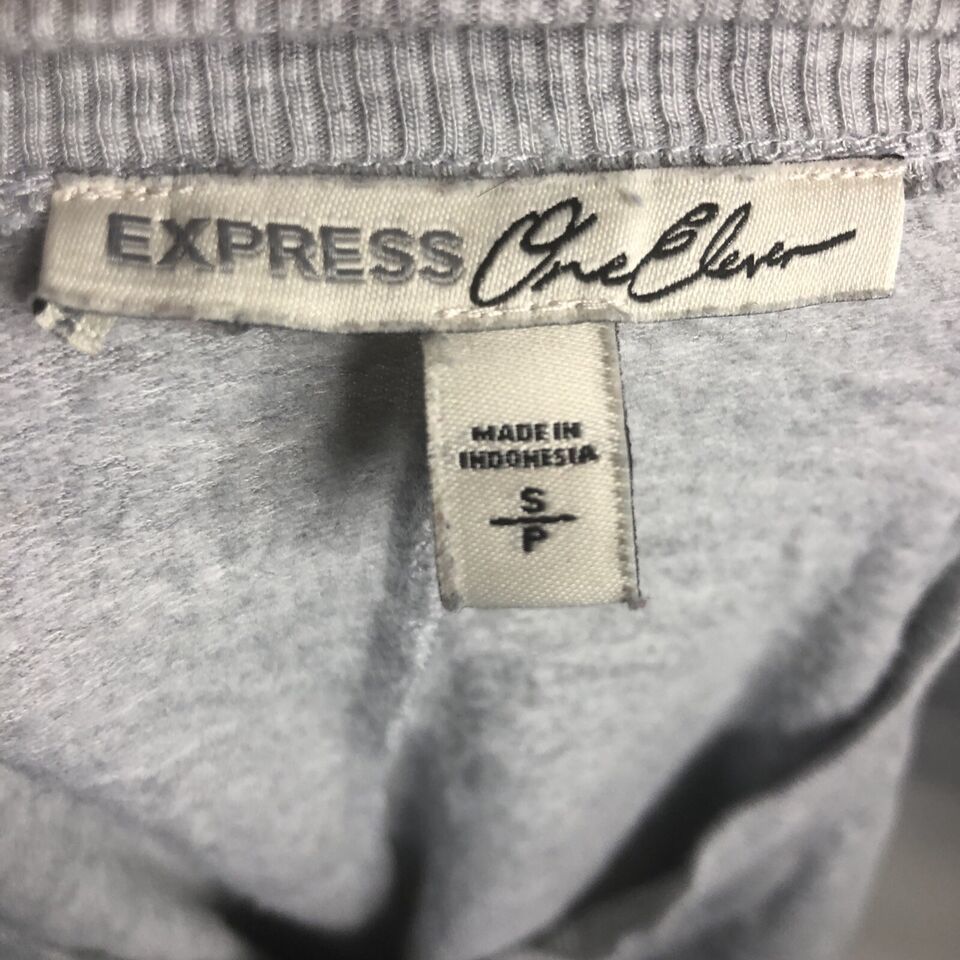 EXPRESS One Eleven
MADE IN
INDONESIA
S
P